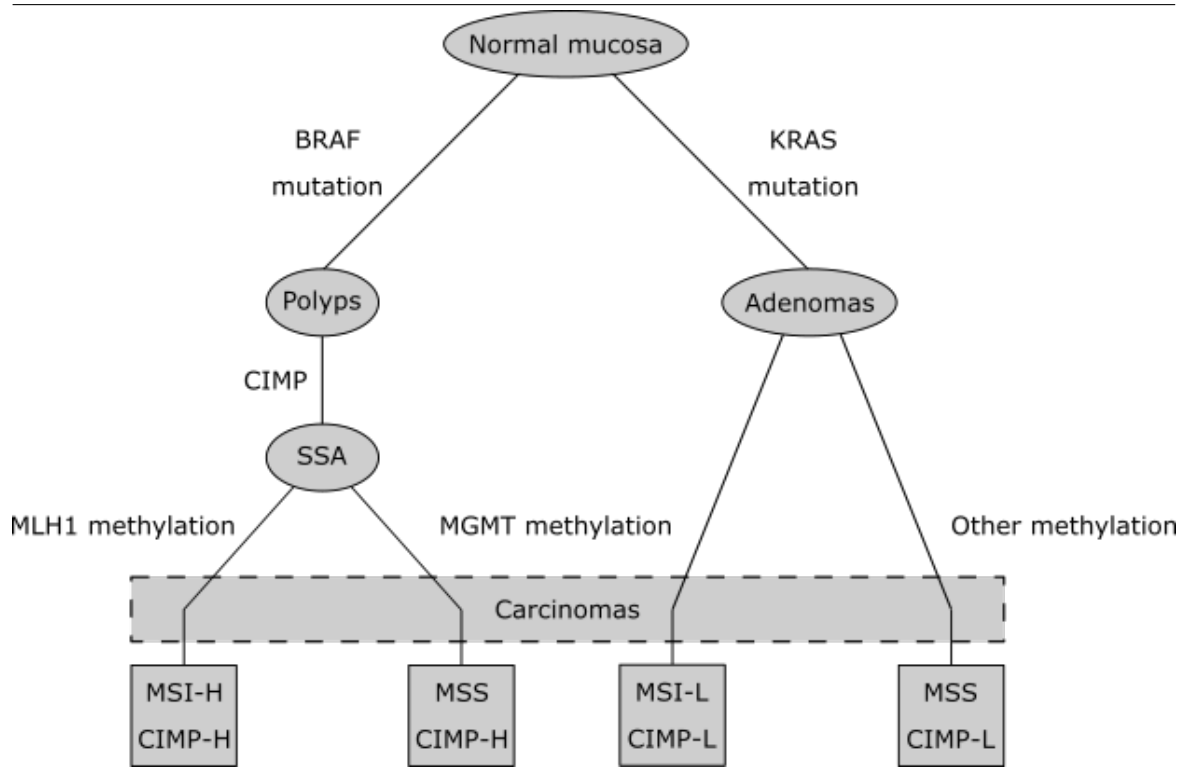 Normal mucosa
BRAF
mutation
KRAS
mutation
Polyps
Adenomas
CIMP
SSA
MLH1 methylation
MGMT methylation
Other methylation
Carcinomas
MSI-H
CIMP-H
MSS
CIMP-H
MSI-L
CIMP-L
MSS
CIMP-L